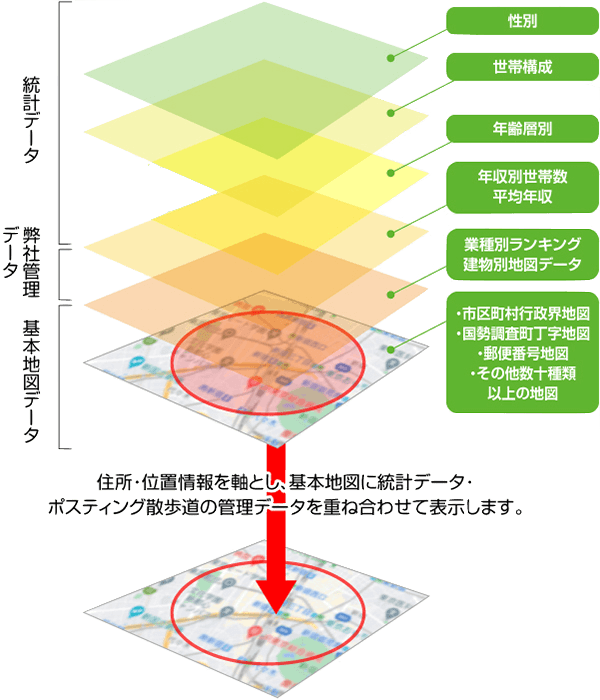 統計データ
性別
世帯構成
年齢層別
年収別世帯数
平均年収
弊社管理
データ
業種別ランキング
建物別地図データ
基本地図データ
・市区町村行政界地図
・国勢調査町丁字地図
・郵便番号地図
・その他数十種類
以上の地図
住所・位置情報を軸とし、基本地図に統計データ・
ポスティング散歩道の管理データを重ね合わせて表示します。